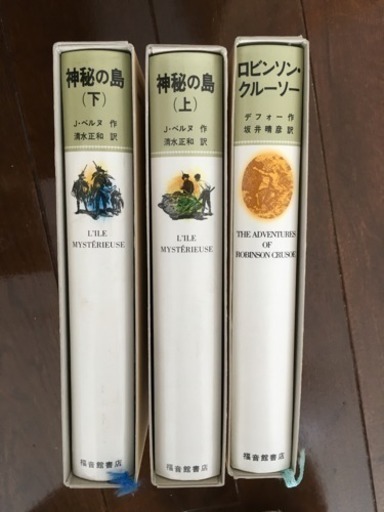 神秘の島
(下)
J・ベルヌ 作
清水正和 訳
L'ILE
MYSTÉRIEUSE
福音館書店
神秘の島
(上)
J・ベルヌ 作
清水正和 訳
L'ILE
MYSTÉRIEUSE
福音館書店
ロビンソン・
クルーソー
デフォー 作
坂井晴彦 訳
THE ADVENTURES
OF
ROBINSON CRUSOE
福音館書店